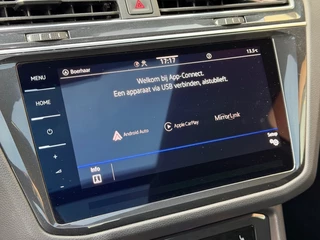 Boerhaar
17:17
13.5°C
MENU
HOME
Welkom bij App-Connect.
Een apparaat via USB verbinden, alstublieft.
Android Auto
Apple CarPlay
MirrorLink
Info
Setup